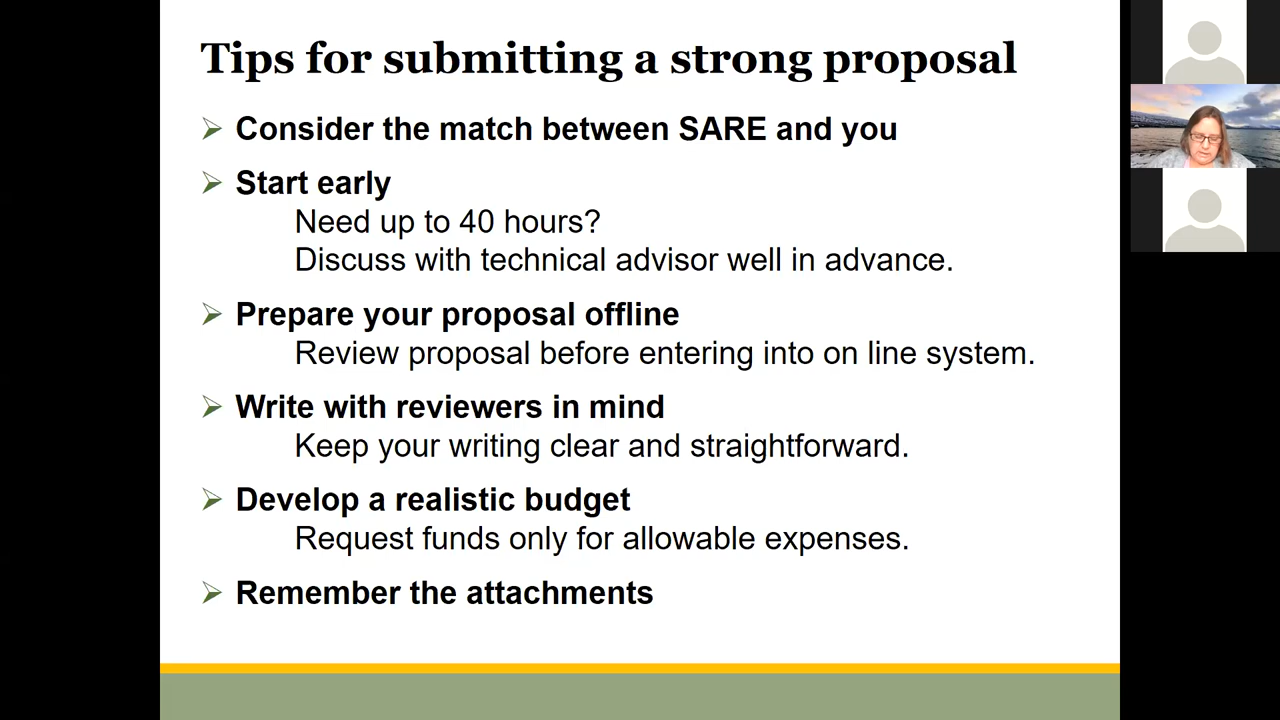 Tips for submitting a strong proposal
Consider the match between SARE and you
Start early
Need up to 40 hours?
Discuss with technical advisor well in advance.
Prepare your proposal offline
Review proposal before entering into on line system.
Write with reviewers in mind
Keep your writing clear and straightforward.
Develop a realistic budget
Request funds only for allowable expenses.
Remember the attachments